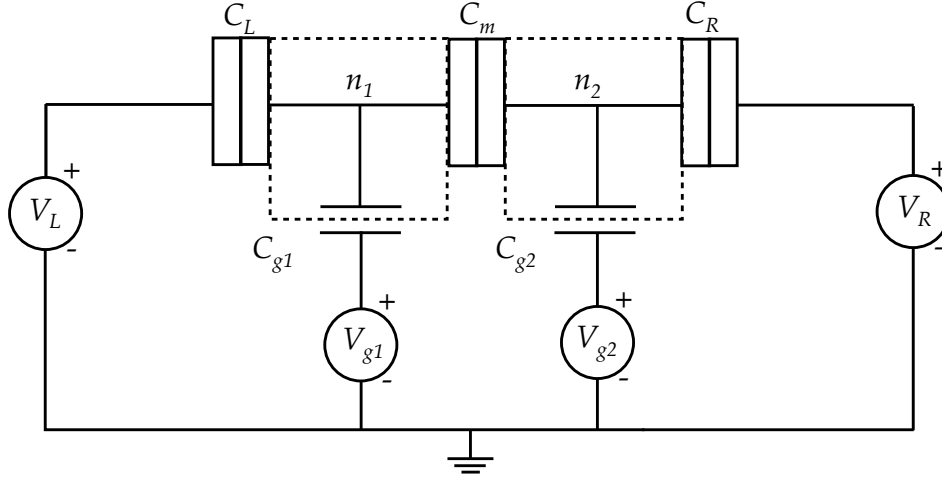 C_L
C_m
C_R
n_1
n_2
+
V_L
-
+
V_R
-
C_g1
C_g2
+
V_g1
-
+
V_g2
-